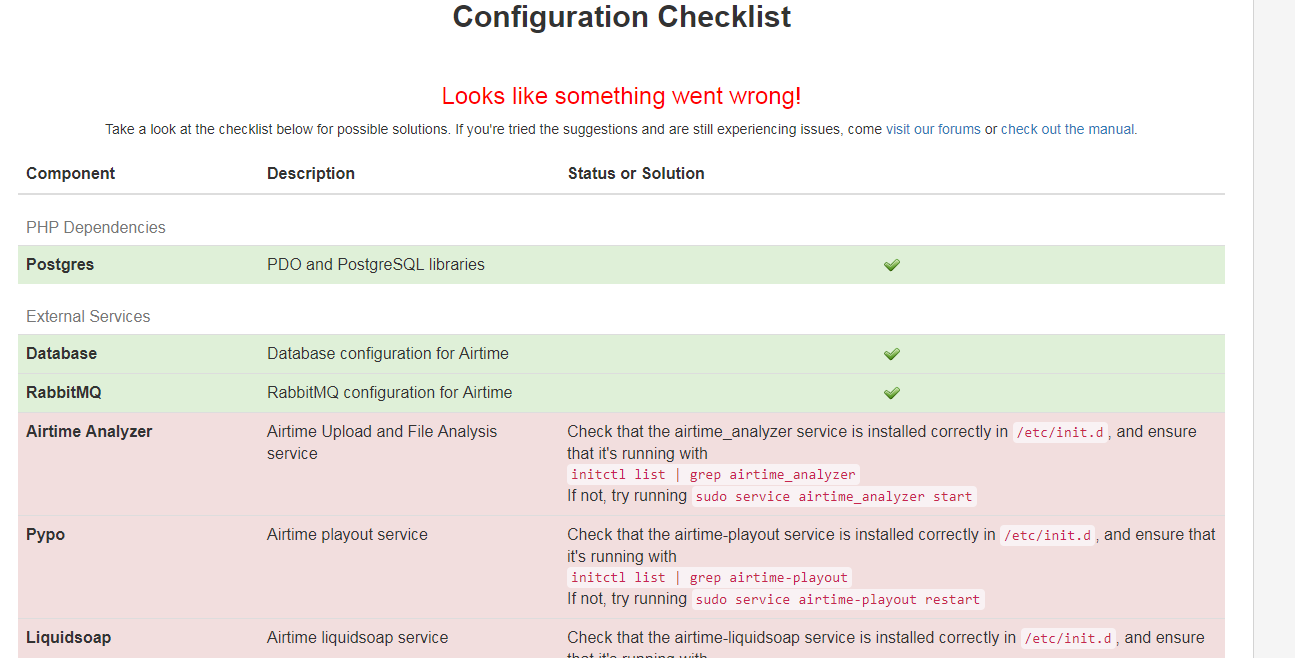 Configuration Checklist
Looks like something went wrong!
Take a look at the checklist below for possible solutions. If you're tried the suggestions and are still experiencing issues, come visit our forums or check out the manual.
Component Description Status or Solution
PHP Dependencies
Postgres PDO and PostgreSQL libraries
External Services
Database Database configuration for Airtime
RabbitMQ RabbitMQ configuration for Airtime
Airtime Analyzer Airtime Upload and File Analysis service Check that the airtime_analyzer service is installed correctly in /etc/init.d, and ensure
that it's running with
initctl list | grep airtime_analyzer
If not, try running sudo service airtime_analyzer start
Pypo Airtime playout service Check that the airtime-playout service is installed correctly in /etc/init.d, and ensure that
it's running with
initctl list | grep airtime-playout
If not, try running sudo service airtime-playout restart
Liquidsoap Airtime liquidsoap service Check that the airtime-liquidsoap service is installed correctly in /etc/init.d, and ensure
that it's running with